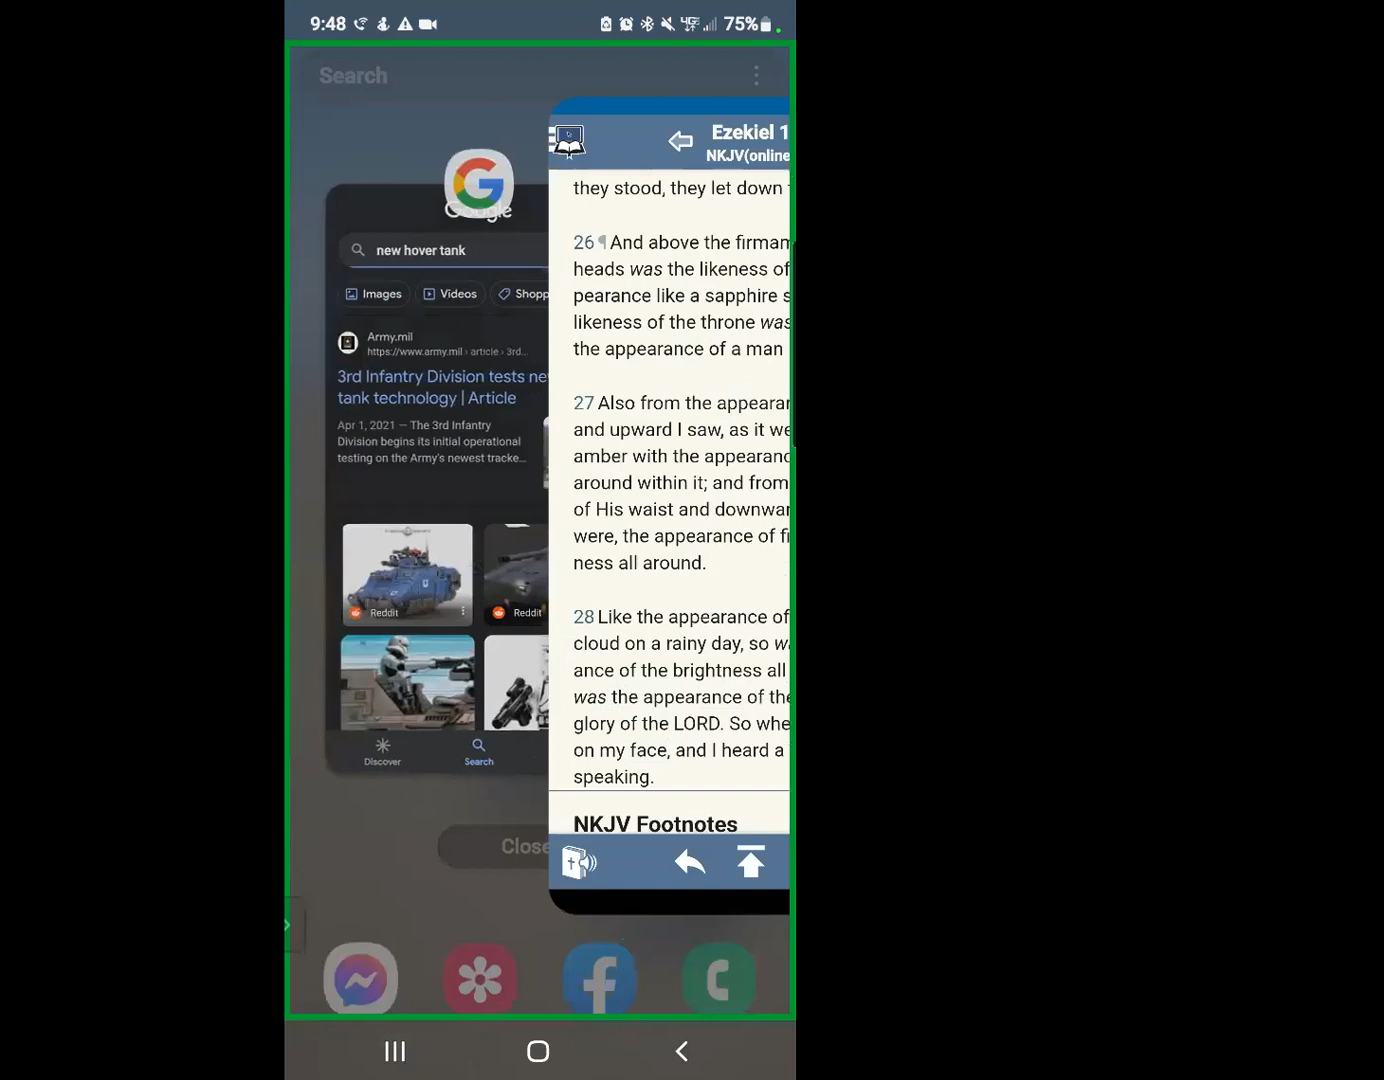 9:48
75%
Search
Google
new hover tank
Images
Videos
Shopp
Army.mil
https://www.army.mil › article › 3rd...
3rd Infantry Division tests ne
tank technology | Article
Apr 1, 2021 — The 3rd Infantry
Division begins its initial operational
testing on the Army's newest tracke...
Reddit
Reddit
Discover
Search
Close
Ezekiel 1
NKJV(online
they stood, they let down
26 ¶ And above the firmam
heads was the likeness of
pearance like a sapphire s
likeness of the throne was
the appearance of a man
27 Also from the appearan
and upward I saw, as it we
amber with the appearanc
around within it; and from
of His waist and downwar
were, the appearance of fi
ness all around.
28 Like the appearance of
cloud on a rainy day, so wa
ance of the brightness all
was the appearance of the
glory of the LORD. So whe
on my face, and I heard a
speaking.
NKJV Footnotes